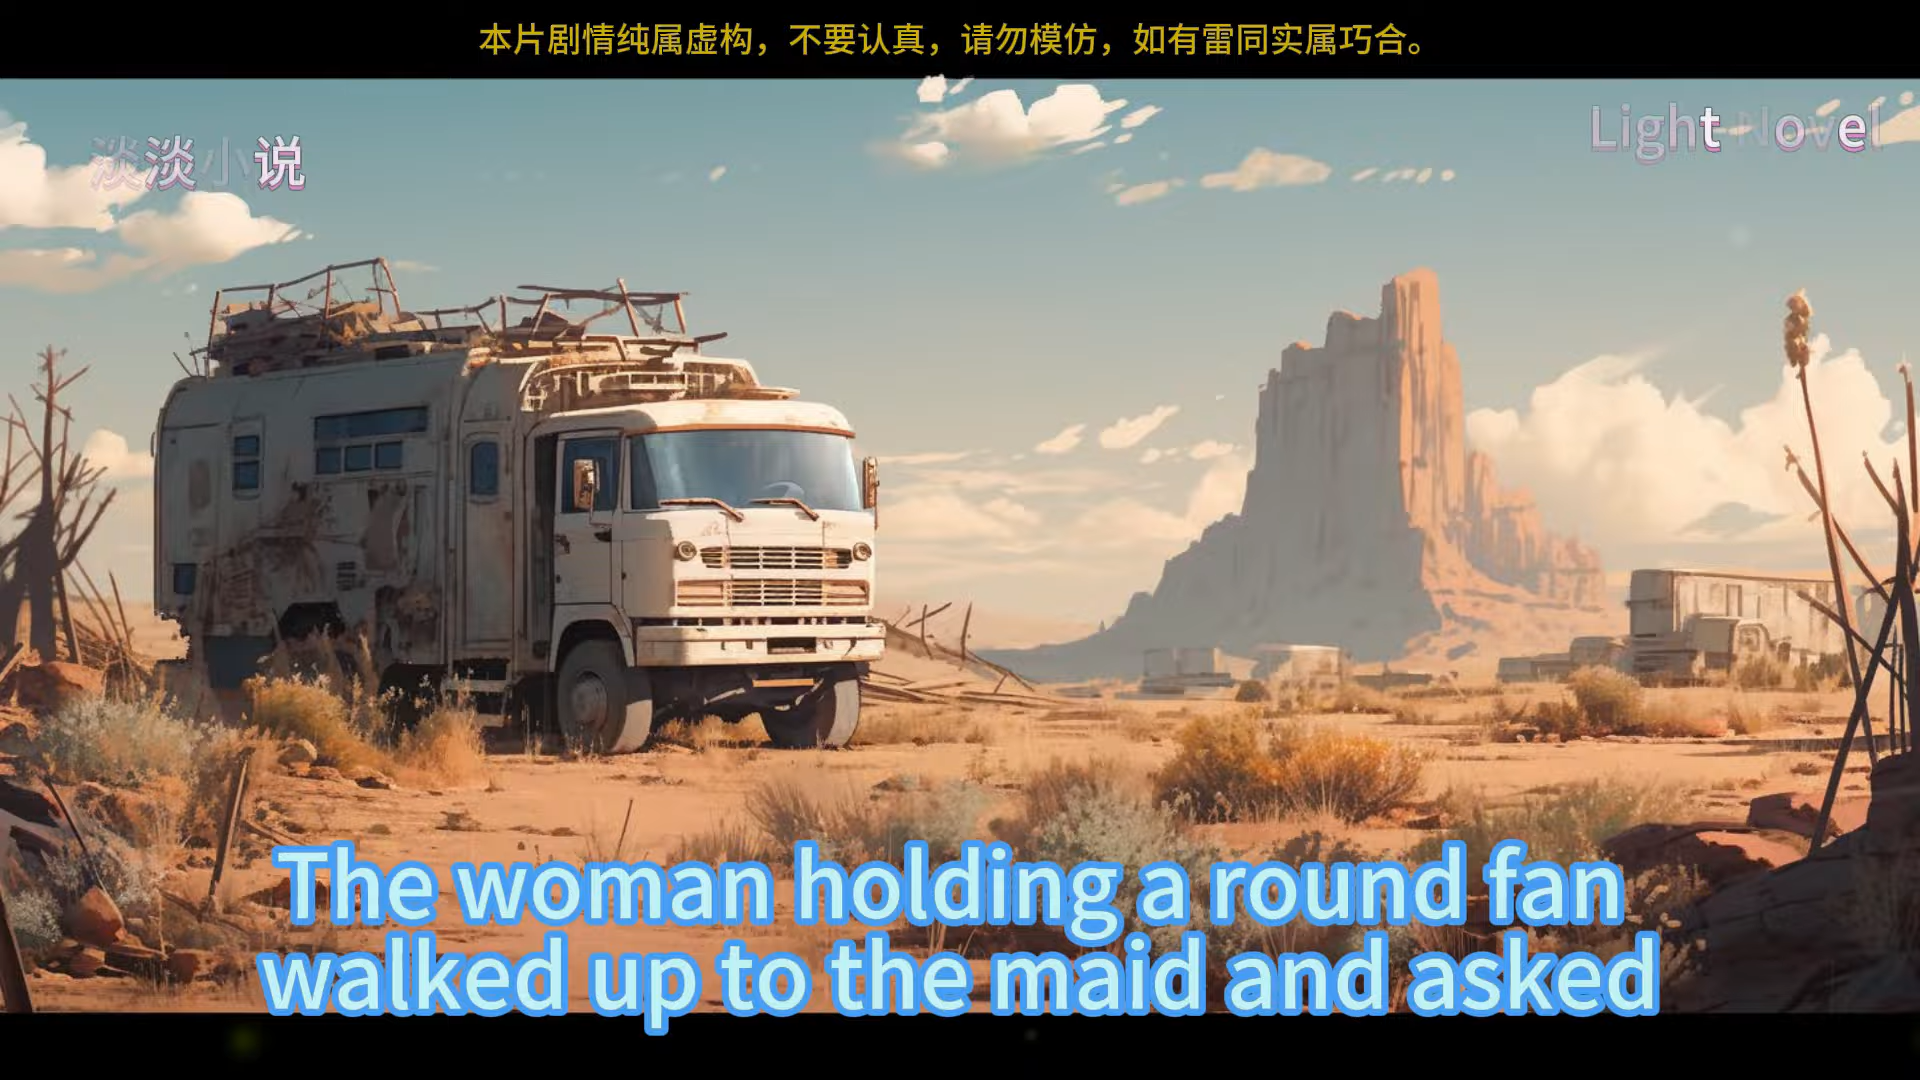 本片剧情纯属虚构，不要认真，请勿模仿，如有雷同实属巧合。
淡淡小说
Light Novel
The woman holding a round fan
walked up to the maid and asked